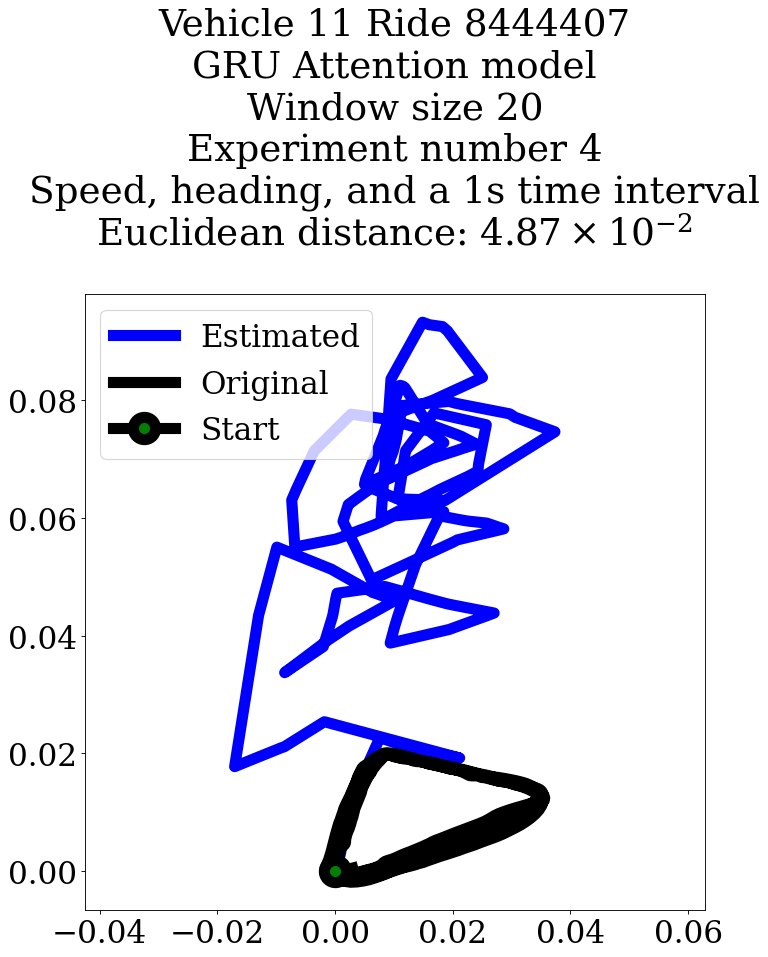 Vehicle 11 Ride 8444407
GRU Attention model
Window size 20
Experiment number 4
Speed, heading, and a 1s time interval
Euclidean distance: 4.87 × 10⁻²
Estimated
Original
Start
0.08
0.06
0.04
0.02
0.00
−0.04 −0.02 0.00 0.02 0.04 0.06